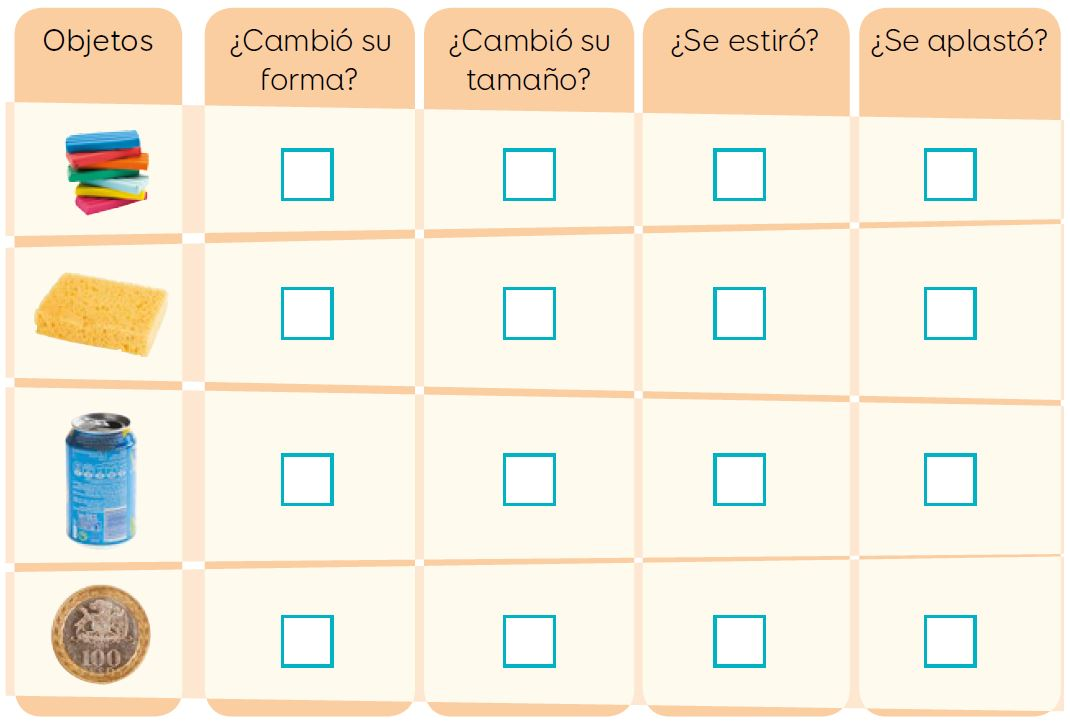 Objetos
¿Cambió su
forma?
¿Cambió su
tamaño?
¿Se estiró?
¿Se aplastó?
100